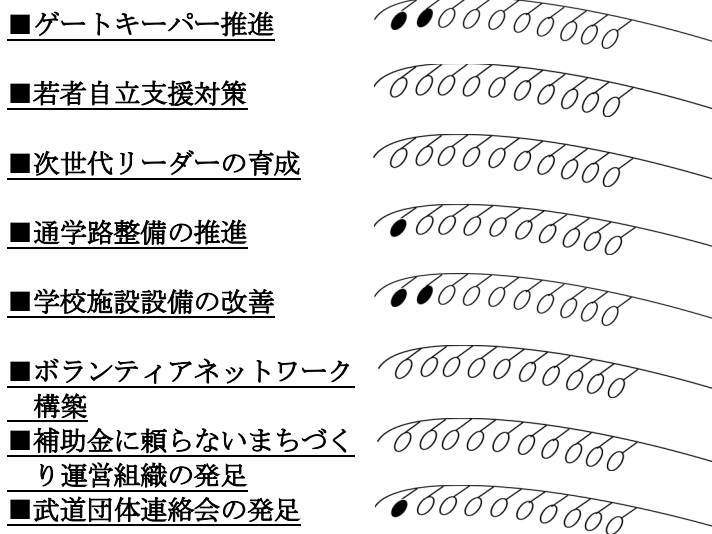 ■ゲートキーパー推進
■若者自立支援対策
■次世代リーダーの育成
■通学路整備の推進
■学校施設設備の改善
■ボランティアネットワーク
構築
■補助金に頼らないまちづく
り運営組織の発足
■武道団体連絡会の発足